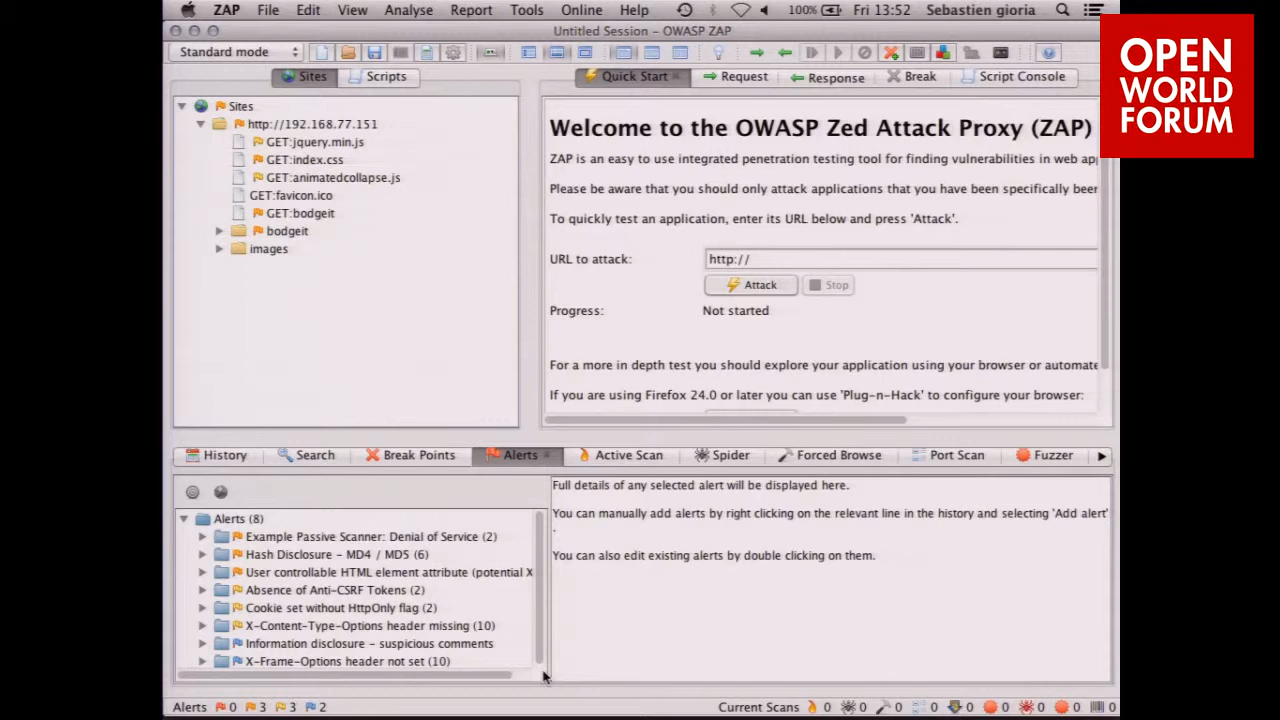 ZAP File Edit View Analyse Report Tools Online Help 100% Fri 13:52 Sebastien gioria
Untitled Session - OWASP ZAP
OPEN
WORLD
FORUM
Standard mode
Sites Scripts
Quick Start Request Response Break Script Console
Sites
http://192.168.77.151
GET:jquery.min.js
GET:index.css
GET:animatedcollapse.js
GET:favicon.ico
GET:bodgeit
bodgeit
images
Welcome to the OWASP Zed Attack Proxy (ZAP)
ZAP is an easy to use integrated penetration testing tool for finding vulnerabilities in web app
Please be aware that you should only attack applications that you have been specifically beer
To quickly test an application, enter its URL below and press 'Attack'.
URL to attack: http://
Attack Stop
Progress: Not started
For a more in depth test you should explore your application using your browser or automate
If you are using Firefox 24.0 or later you can use 'Plug-n-Hack' to configure your browser:
History Search Break Points Alerts Active Scan Spider Forced Browse Port Scan Fuzzer
Alerts (8)
Example Passive Scanner: Denial of Service (2)
Hash Disclosure - MD4 / MD5 (6)
User controllable HTML element attribute (potential X
Absence of Anti-CSRF Tokens (2)
Cookie set without HttpOnly flag (2)
X-Content-Type-Options header missing (10)
Information disclosure - suspicious comments
X-Frame-Options header not set (10)
Full details of any selected alert will be displayed here.
You can manually add alerts by right clicking on the relevant line in the history and selecting 'Add alert'
.
You can also edit existing alerts by double clicking on them.
Alerts 0 3 3 2
Current Scans 0 0 0 0 0 0 0 0 0